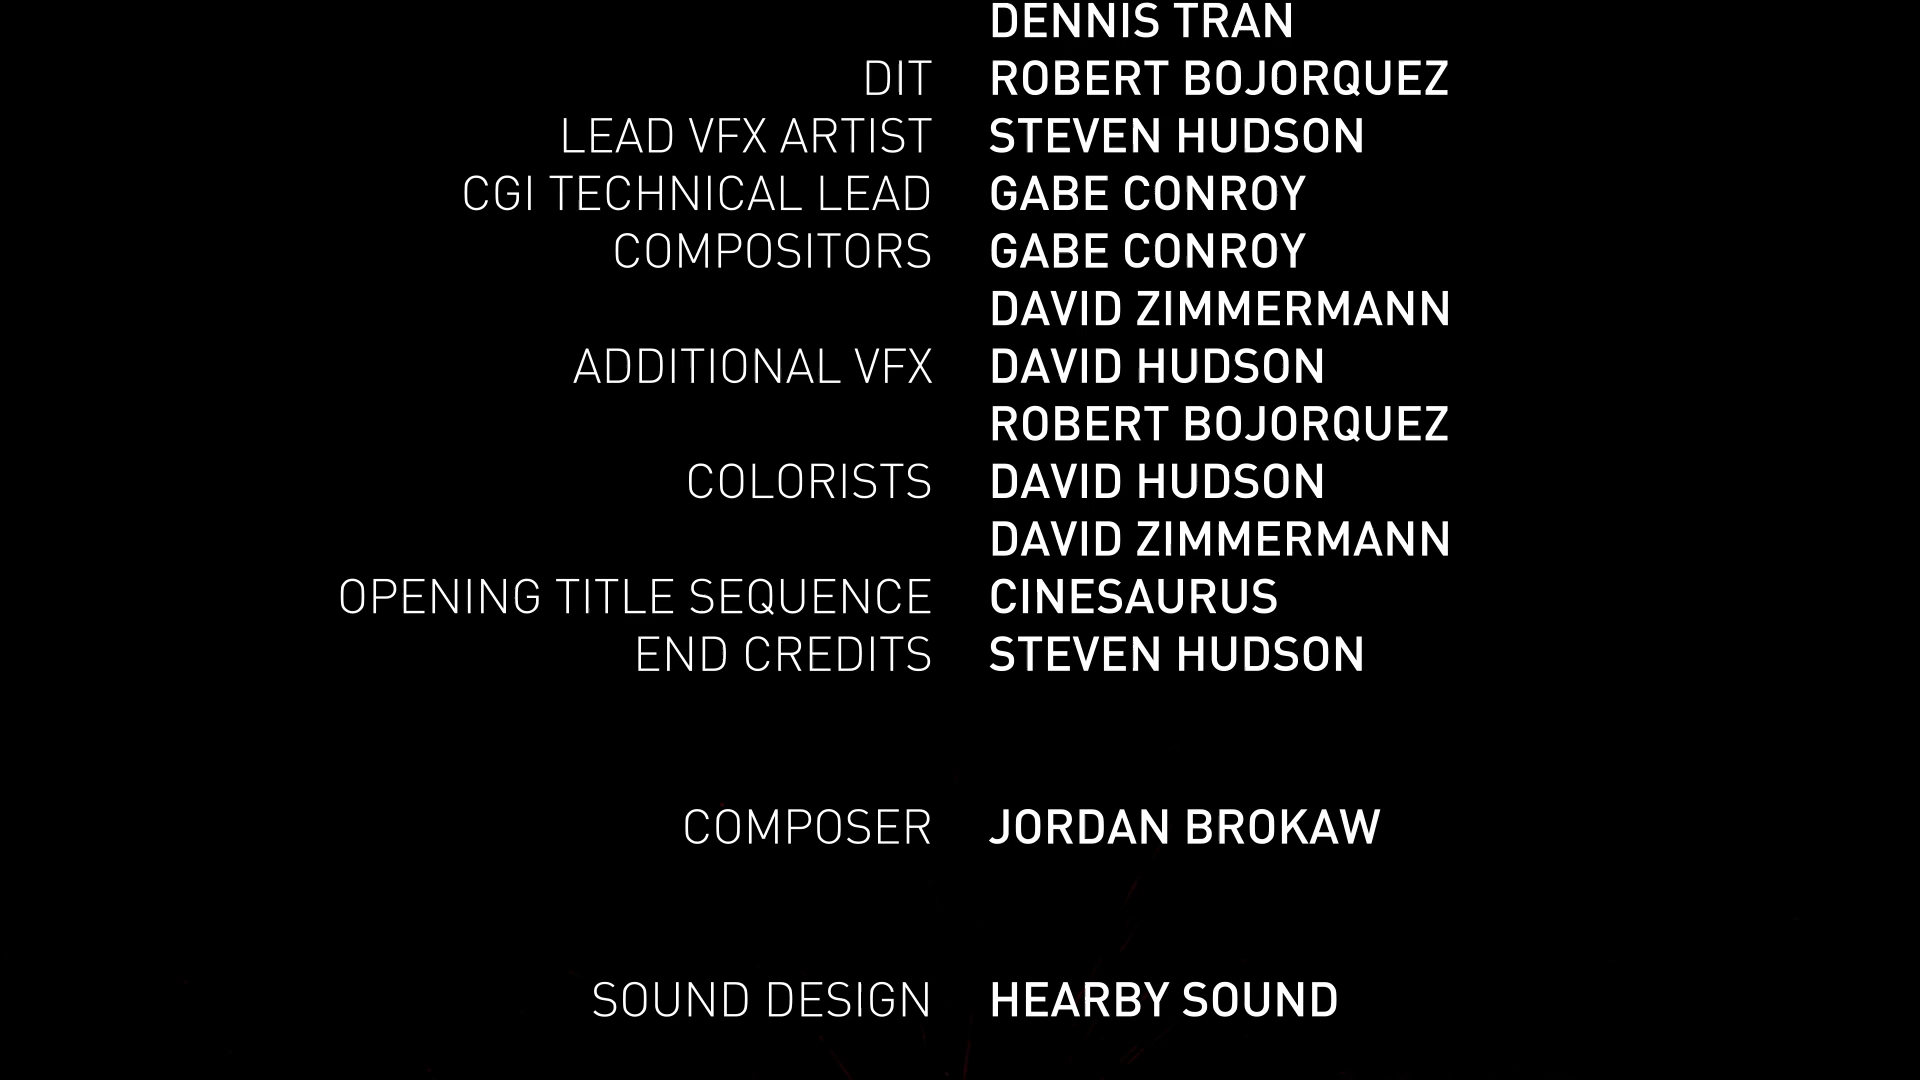 DENNIS TRAN
DIT ROBERT BOJORQUEZ
LEAD VFX ARTIST STEVEN HUDSON
CGI TECHNICAL LEAD GABE CONROY
COMPOSITORS GABE CONROY
DAVID ZIMMERMANN
ADDITIONAL VFX DAVID HUDSON
ROBERT BOJORQUEZ
COLORISTS DAVID HUDSON
DAVID ZIMMERMANN
OPENING TITLE SEQUENCE CINESAURUS
END CREDITS STEVEN HUDSON
COMPOSER JORDAN BROKAW
SOUND DESIGN HEARBY SOUND